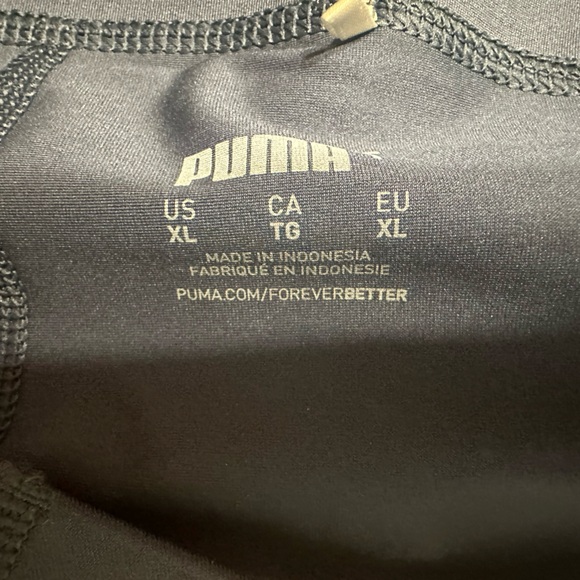 PUMA
US CA EU
XL TG XL
MADE IN INDONESIA
FABRIQUÉ EN INDONESIE
PUMA.COM/FOREVERBETTER